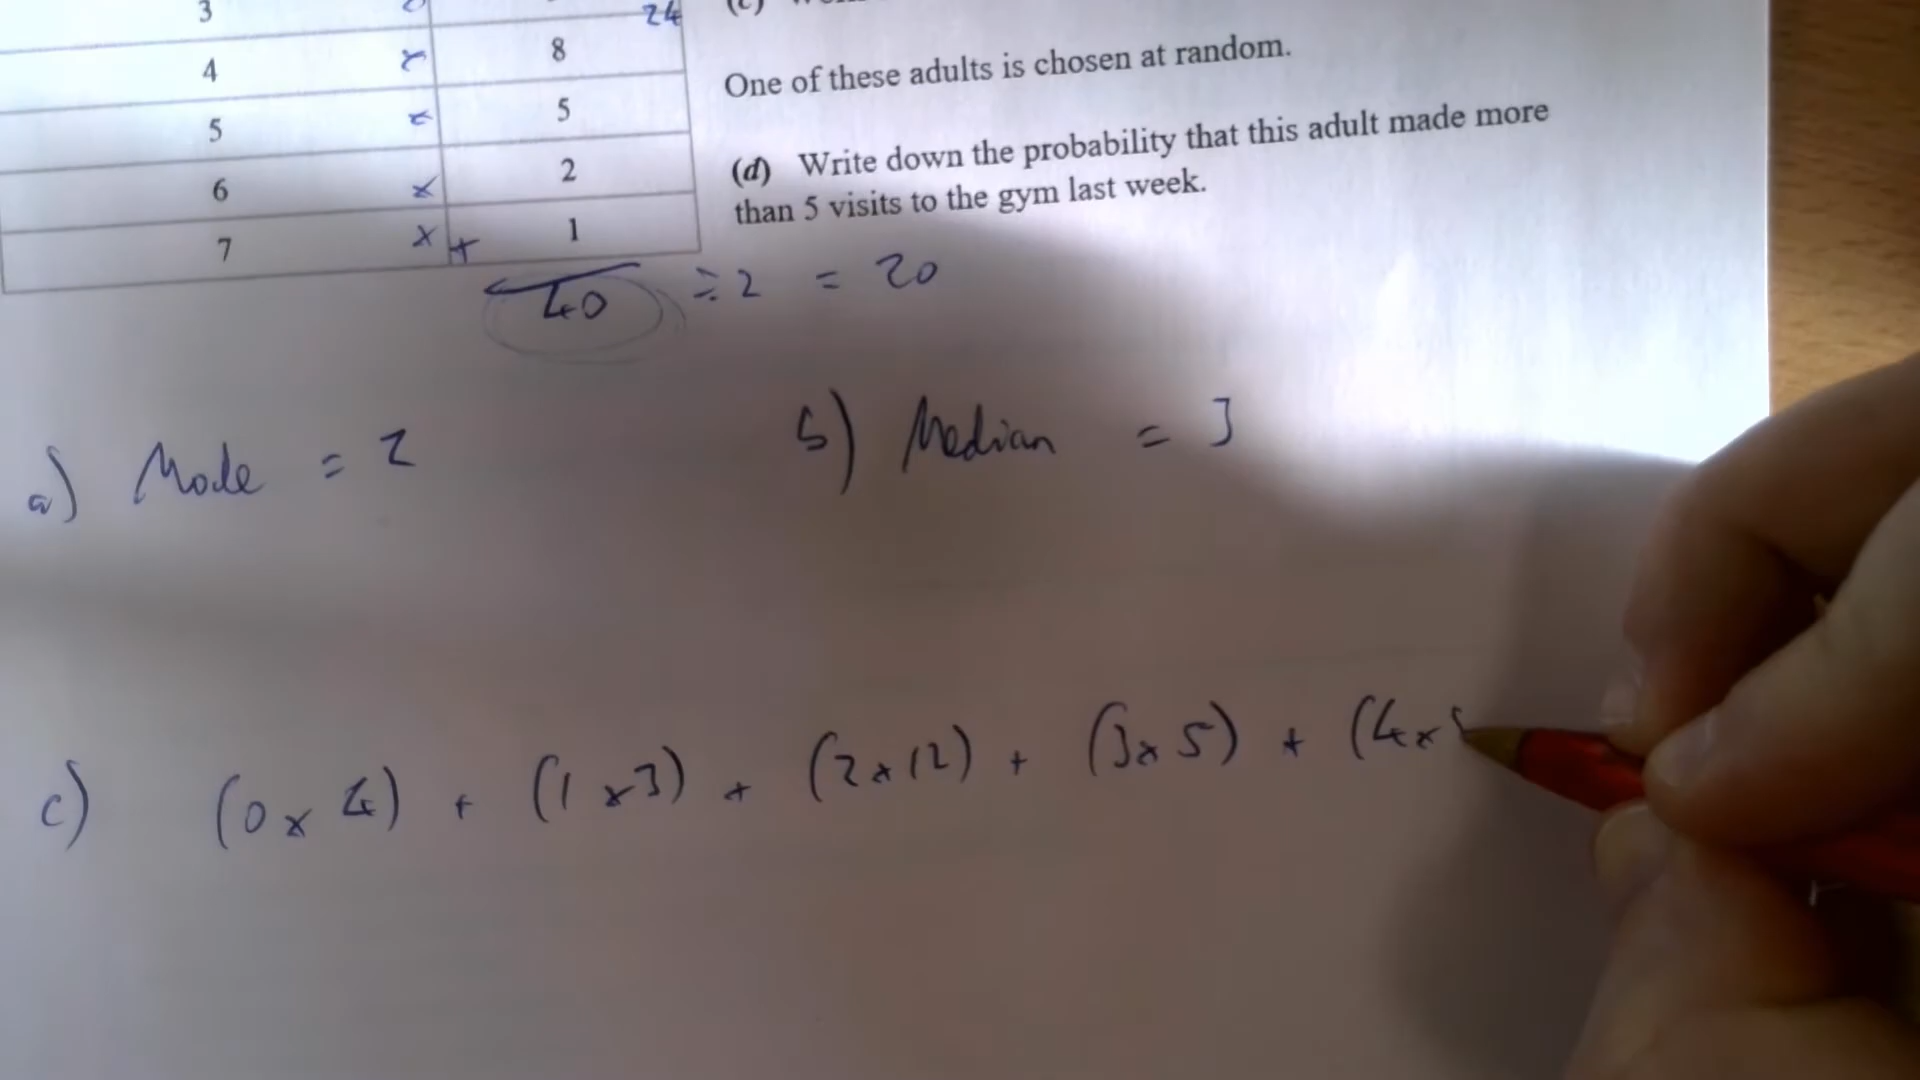 3 24 (c)
4 x 8
One of these adults is chosen at random.
5 x 5
(d) Write down the probability that this adult made more
than 5 visits to the gym last week.
6 x 2
7 x + 1
40 ÷ 2 = 20
a) Mode = 2
b) Median = 3
c) (0 x 4) + (1 x 3) + (2 x 12) + (3 x 5) + (4 x